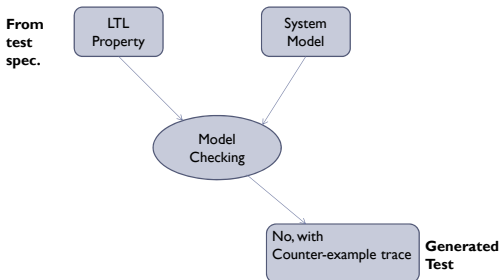 From
test
spec.
LTL
Property
System
Model
Model
Checking
No, with
Counter-example trace
Generated
Test